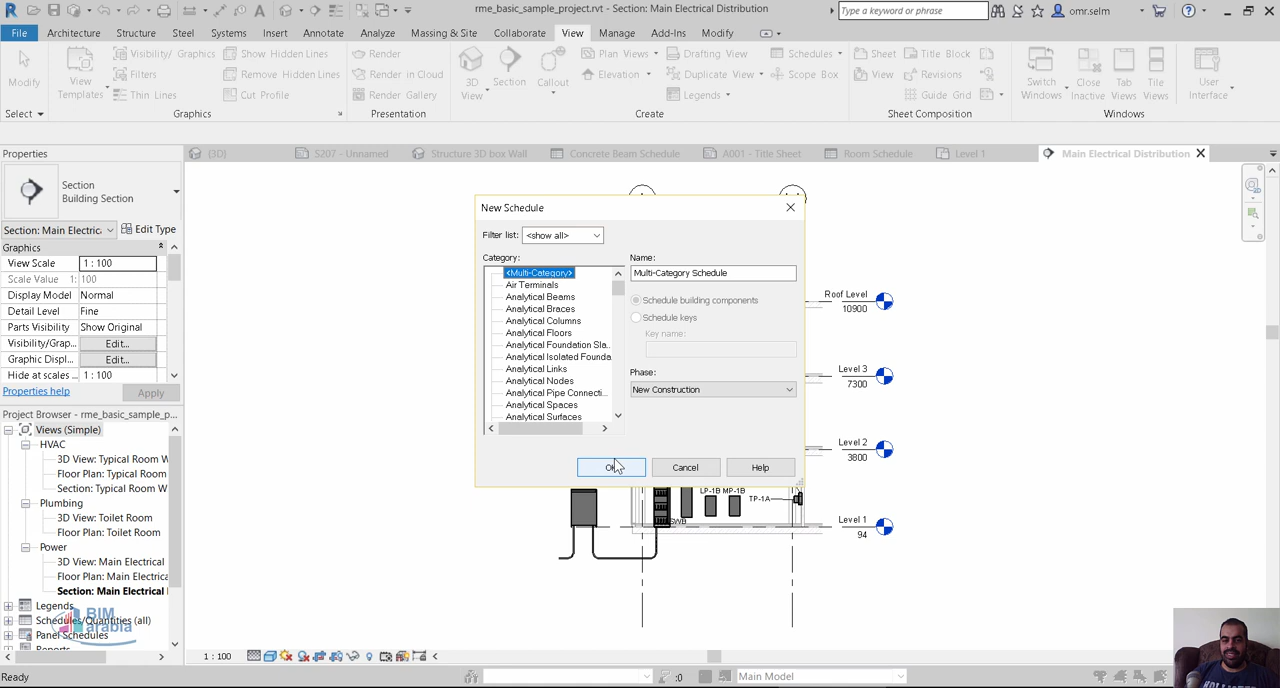 rme_basic_sample_project.rvt - Section: Main Electrical Distribution
Type a keyword or phrase
omr.selm
File Architecture Structure Steel Systems Insert Annotate Analyze Massing & Site Collaborate View Manage Add-Ins Modify
Modify
View Templates
Visibility/ Graphics
Filters
Thin Lines
Show Hidden Lines
Remove Hidden Lines
Cut Profile
Render
Render in Cloud
Render Gallery
3D View
Section
Callout
Plan Views
Elevation
Drafting View
Duplicate View
Legends
Schedules
Scope Box
Sheet
View
Title Block
Revisions
Guide Grid
Switch Windows
Close Inactive
Tab Views
Tile Views
User Interface
Select
Graphics
Presentation
Create
Sheet Composition
Windows
Properties
{3D}
S207 - Unnamed
Structure 3D box Wall
Concrete Beam Schedule
A001 - Title Sheet
Room Schedule
Level 1
Main Electrical Distribution
Section
Building Section
Section: Main Electric
Edit Type
Graphics
View Scale 1 : 100
Scale Value 1: 100
Display Model Normal
Detail Level Fine
Parts Visibility Show Original
Visibility/Grap... Edit...
Graphic Displ... Edit...
Hide at scales ... 1 : 100
Properties help
Apply
Project Browser - rme_basic_sample_p...
Views (Simple)
HVAC
3D View: Typical Room W
Floor Plan: Typical Room
Section: Typical Room W
Plumbing
3D View: Toilet Room
Floor Plan: Toilet Room
Power
3D View: Main Electrical
Floor Plan: Main Electrica
Section: Main Electrical
Legends
Schedules/Quantities (all)
Panel Schedules
Reports
BIM
arabia
New Schedule
Filter list: <show all>
Category:
<Multi-Category>
Air Terminals
Analytical Beams
Analytical Braces
Analytical Columns
Analytical Floors
Analytical Foundation Sla..
Analytical Isolated Founda
Analytical Links
Analytical Nodes
Analytical Pipe Connecti...
Analytical Spaces
Analytical Surfaces
Name:
Multi-Category Schedule
Schedule building components
Schedule keys
Key name:
Phase:
New Construction
OK
Cancel
Help
Roof Level
10900
Level 3
7300
Level 2
3800
Level 1
94
LP-1B MP-1B
TP-1A
SWB
1 : 100
Ready
:0
Main Model
HOLLISTER